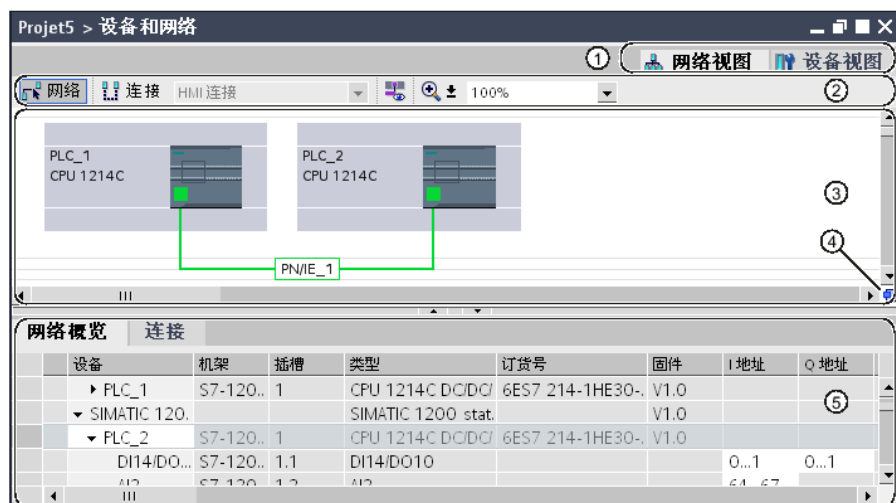 Projet5 > 设备和网络
① 网络视图 设备视图
网络 连接 HMI 连接 100% ②
PLC_1
CPU 1214C
PLC_2
CPU 1214C
③
④
PN/IE_1
网络概览 连接
设备 机架 插槽 类型 订货号 固件 I 地址 Q 地址
PLC_1 S7-120.. 1 CPU 1214C DC/DC/ 6ES7 214-1HE30-. V1.0
SIMATIC 120. SIMATIC 1200 stat. V1.0
⑤
PLC_2 S7-120.. 1 CPU 1214C DC/DC/ 6ES7 214-1HE30-. V1.0
DI14/DO... S7-120.. 1.1 DI14/DO10 0...1 0...1